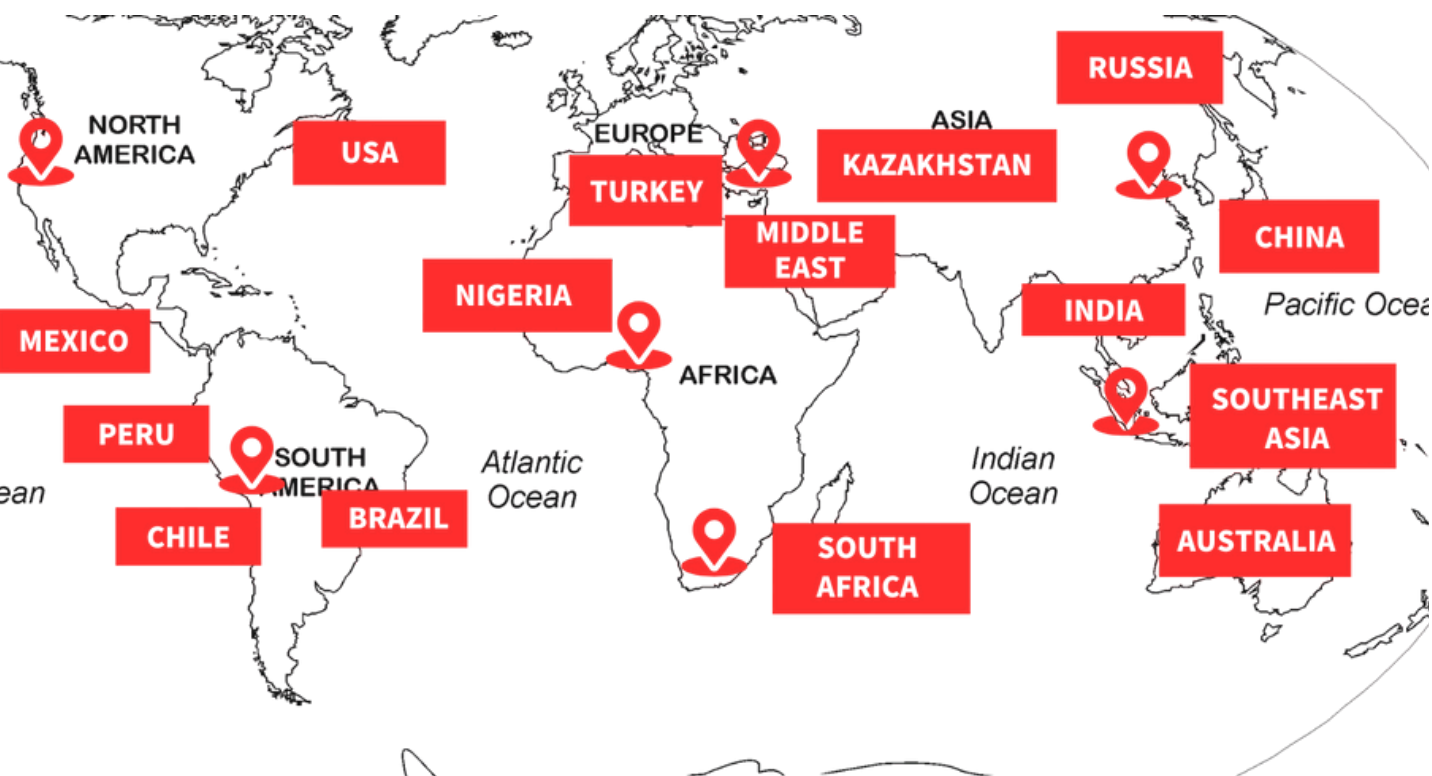 RUSSIA
NORTH
AMERICA
USA
EUROPE
ASIA
KAZAKHSTAN
TURKEY
MIDDLE
EAST
CHINA
NIGERIA
INDIA
Pacific Ocea
MEXICO
AFRICA
SOUTHEAST
ASIA
PERU
SOUTH
AMERICA
Atlantic
Ocean
Indian
Ocean
ean
BRAZIL
CHILE
SOUTH
AFRICA
AUSTRALIA